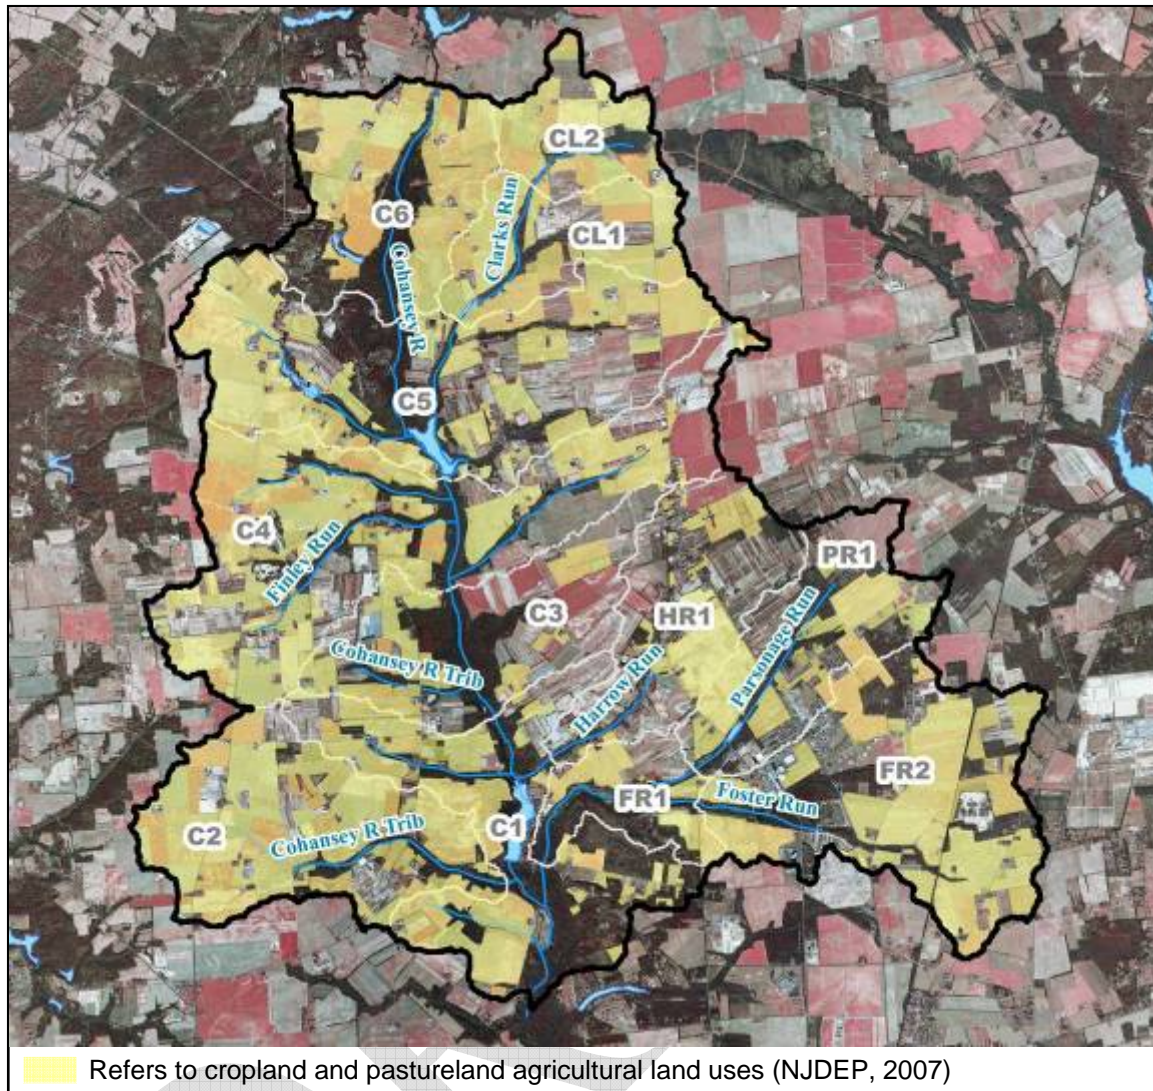 CL2
Clarks Run
C6
CL1
Cohansey R
C5
C4
Finley Run
PR1
C3
HR1
Parsonage Run
Cohansey R Trib
Harrow Run
FR2
FR1
Foster Run
C1
C2
Cohansey R Trib
Refers to cropland and pastureland agricultural land uses (NJDEP, 2007)